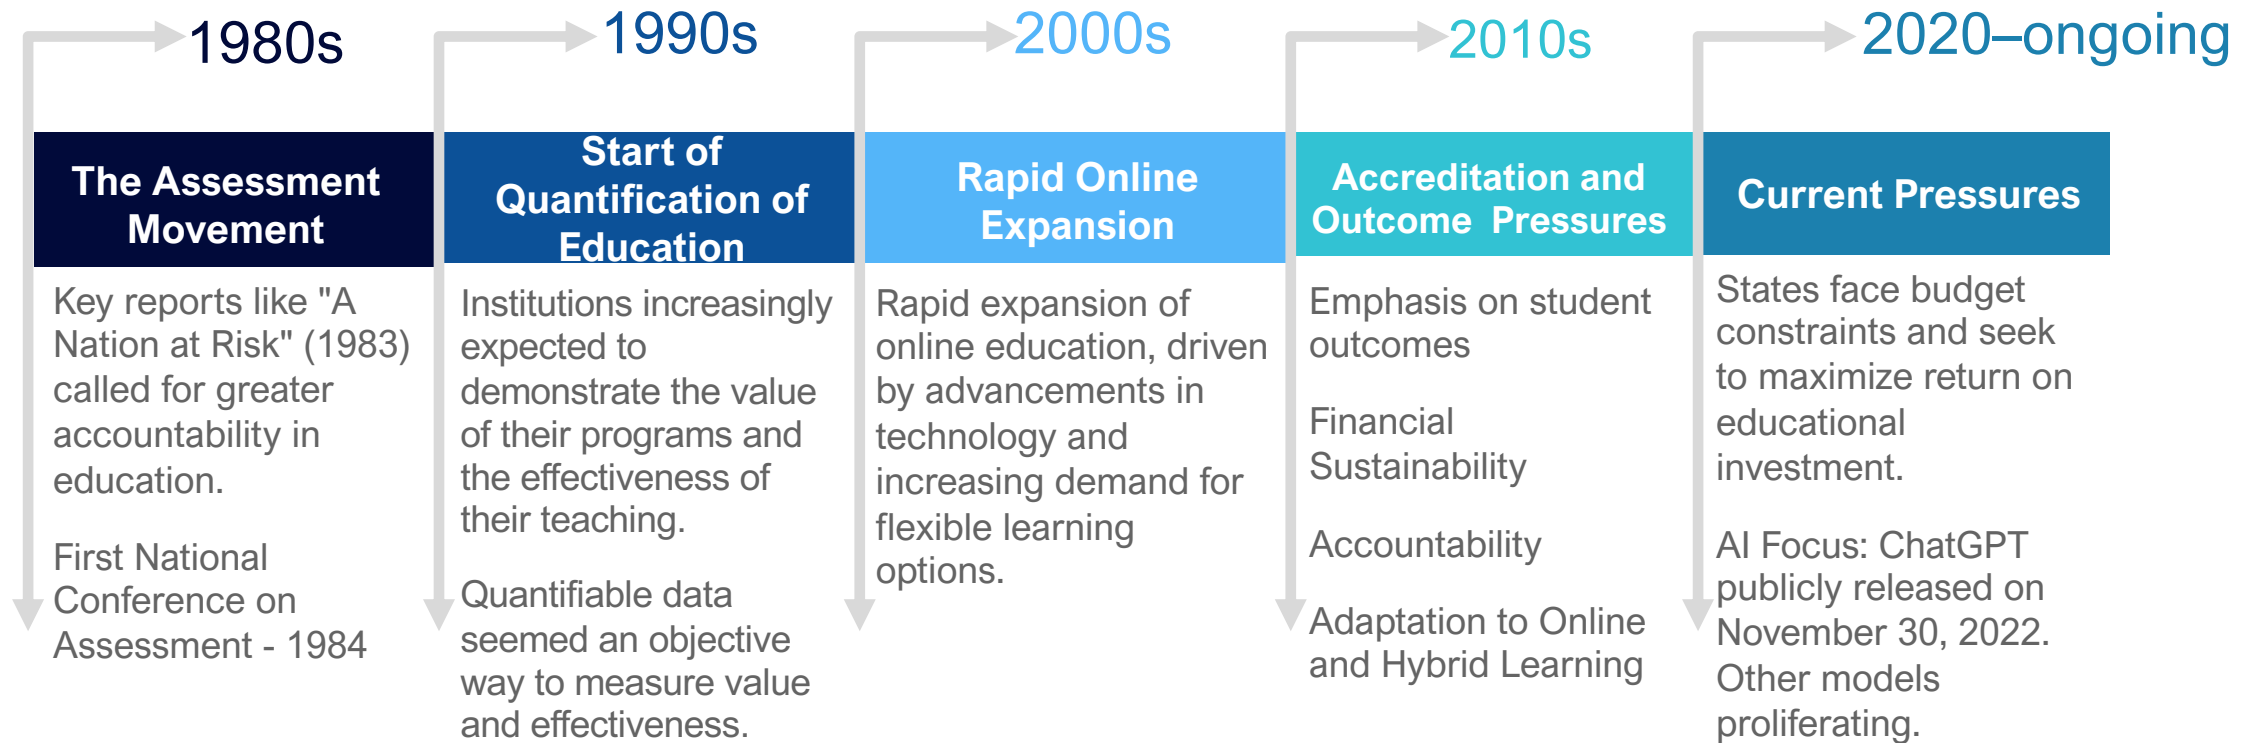 1980s
1990s
2000s
2010s
2020–ongoing
The Assessment
Movement
Start of
Quantification of
Education
Rapid Online
Expansion
Accreditation and
Outcome Pressures
Current Pressures
Key reports like "A
Nation at Risk" (1983)
called for greater
accountability in
education.
First National
Conference on
Assessment - 1984
Institutions increasingly
expected to
demonstrate the value
of their programs and
the effectiveness of
their teaching.
Quantifiable data
seemed an objective
way to measure value
and effectiveness.
Rapid expansion of
online education, driven
by advancements in
technology and
increasing demand for
flexible learning
options.
Emphasis on student
outcomes
Financial
Sustainability
Accountability
Adaptation to Online
and Hybrid Learning
States face budget
constraints and seek
to maximize return on
educational
investment.
AI Focus: ChatGPT
publicly released on
November 30, 2022.
Other models
proliferating.